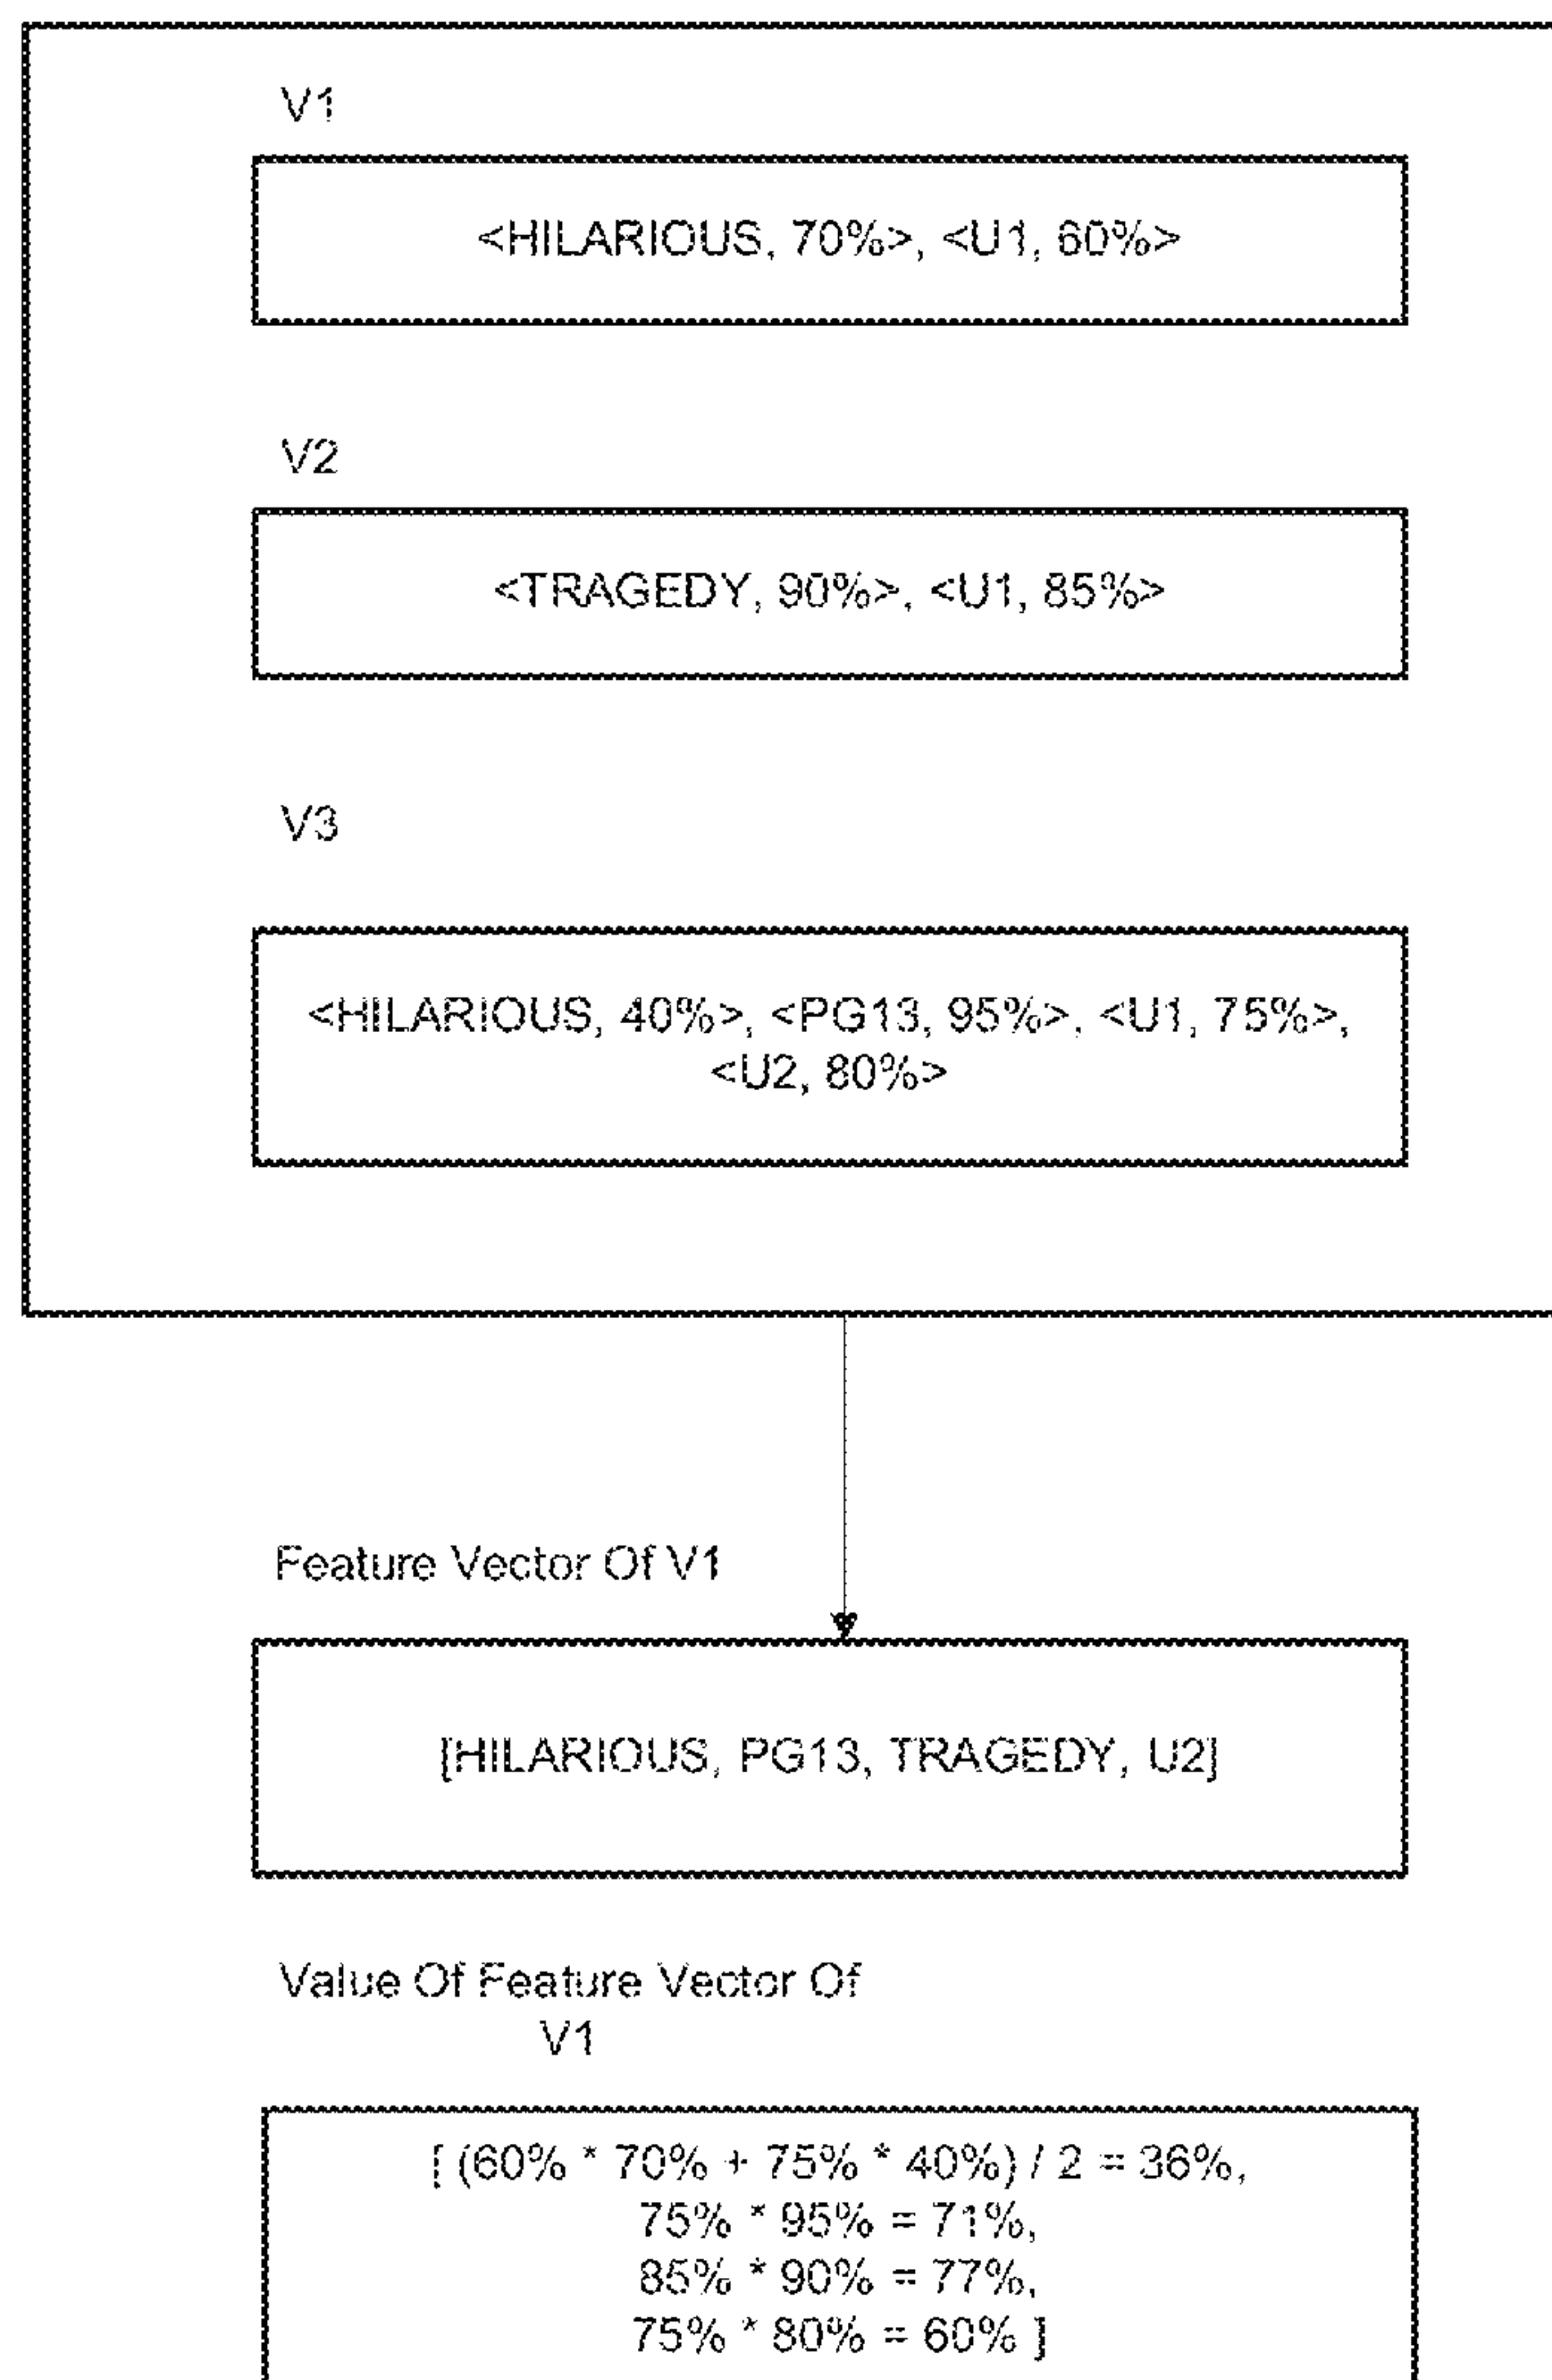 V1
<HILARIOUS, 70%>, <U1, 60%>
V2
<TRAGEDY, 90%>, <U1, 85%>
V3
<HILARIOUS, 40%>, <PG13, 95%>, <U1, 75%>,
<U2, 80%>
Feature Vector Of V1
[HILARIOUS, PG13, TRAGEDY, U2]
Value Of Feature Vector Of
V1
[ (60% * 70% + 75% * 40%) / 2 = 36%,
75% * 95% = 71%,
85% * 90% = 77%,
75% * 80% = 60% ]